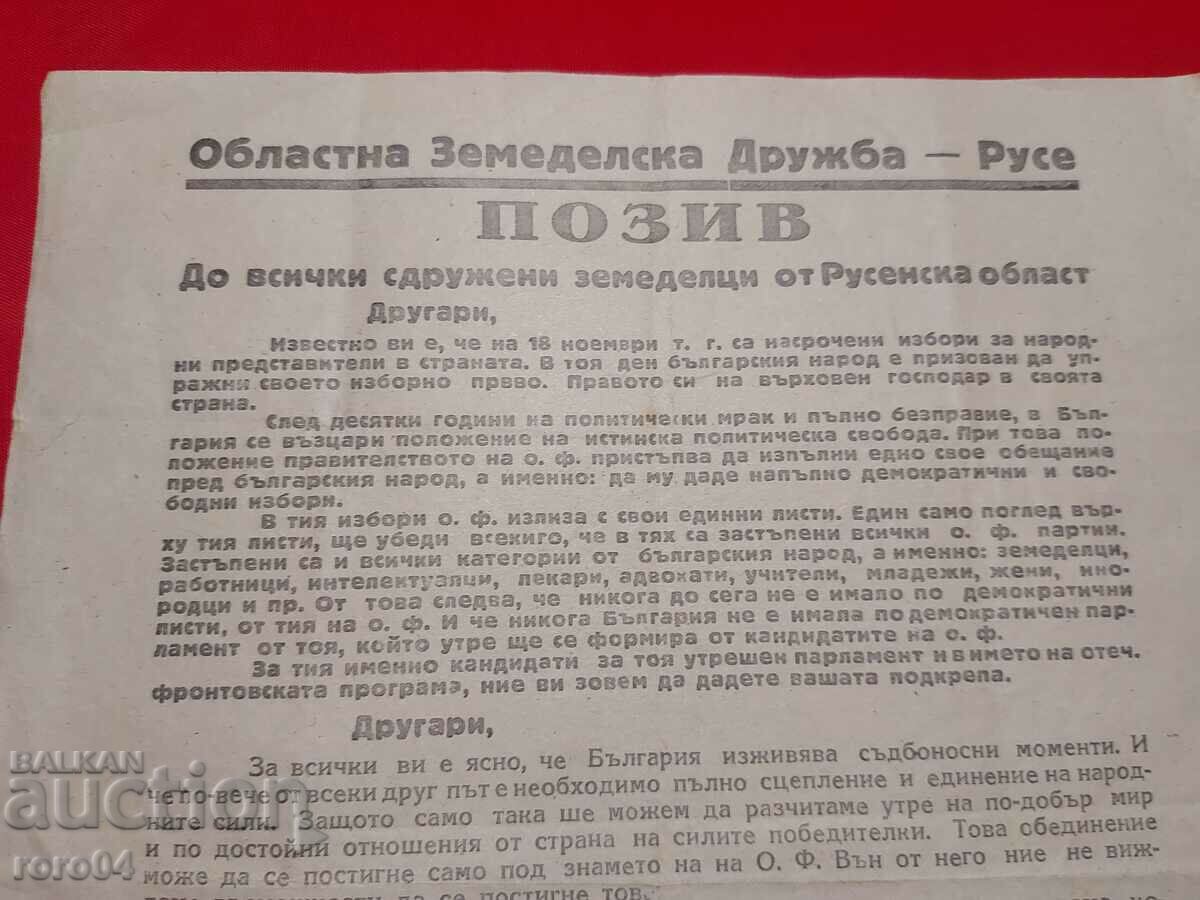 Областна Земеделска Дружба — Русе
ПОЗИВ
До всички сдружени земеделци от Русенска област
Другари,
Известно ви е, че на 18 ноември т. г. са насрочени избори за народ-
ни представители в страната. В тоя ден българския народ е призован да уп-
ражни своето изборно првво. Правото си на върховен господар в своята
страна.
След десятки години на политически мрак и пълно безправие, в Бъл-
гария се възцари положение на истинска политическа свобода. При това по-
ложение правителството на о. ф. пристъпва да изпълни едно свое обещание
пред българския народ, а именно: да му даде напълно демократични и сво-
бодни избори.
В тия избори о. ф. излиза с свои единни листи. Един само поглед вър-
ху тия листи, ще убеди всекиго, че в тях са застъпени всички о. ф. партии.
Застъпени са и всички категории от българския народ, а именно: земеделци,
работници, интелектуалци, лекари, адвокати, учители, младежи, жени, ино-
родци и пр. От това следва, че никога до сега не е имало по демократични
листи, от тия на о. ф. И че никога България не е имала по демократичен пар-
ламент от тоя, който утре ще се формира от кандидатите на о. ф.
За тия именно кандидати за тоя утрешен парламент и в името на отеч.
фронтовската програма, ние ви зовем да дадете вашата подкрепа.
Другари,
За всички ви е ясно, че България изживява съдбоносни моменти. И
че по-вече от всеки друг път е необходимо пълно сцепление и единение на народ-
ните сили. Защото само така ше можем да разчитаме утре на по-добър мир
и по достойни отношения от страна на силите победителки. Това обединение
може да се постигне само под знамето на на О. Ф. Вън от него ние не виж-
да се постигне тов.
BALKAN
auction
roro04